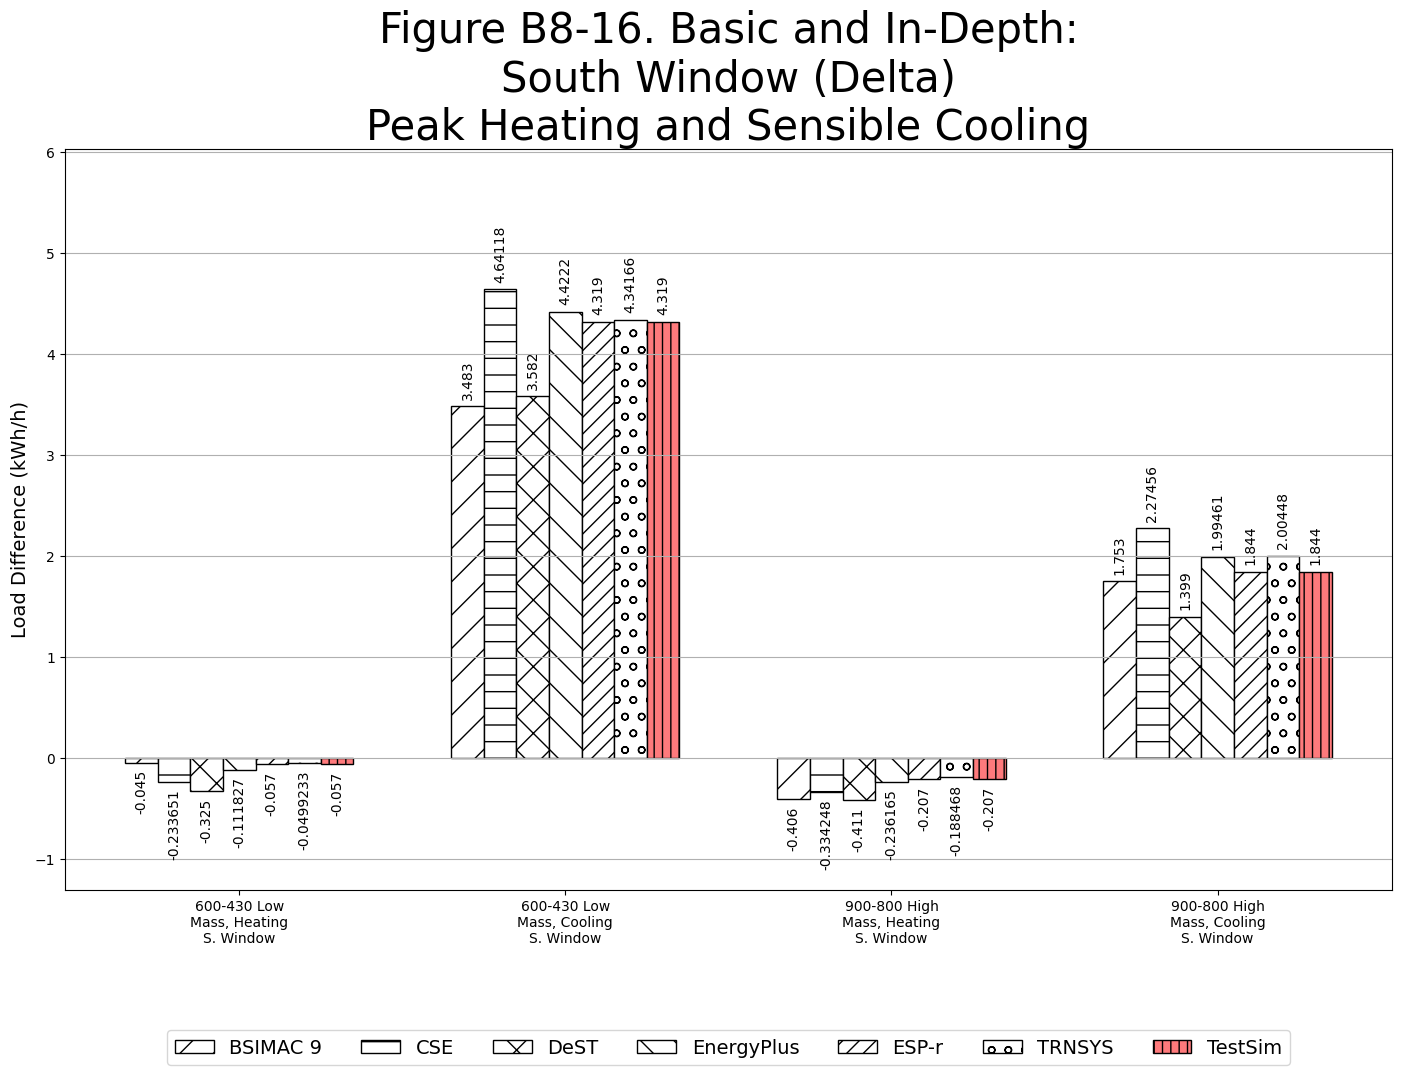 Figure B8-16. Basic and In-Depth:
South Window (Delta)
Peak Heating and Sensible Cooling
Load Difference (kWh/h)
6
5
4
3
2
1
0
−1
-0.045
-0.233651
-0.325
-0.111827
-0.057
-0.0499233
-0.057
3.483
4.64118
3.582
4.4222
4.319
4.34166
4.319
-0.406
-0.334248
-0.411
-0.236165
-0.207
-0.188468
-0.207
1.753
2.27456
1.399
1.99461
1.844
2.00448
1.844
600-430 Low
Mass, Heating
S. Window
600-430 Low
Mass, Cooling
S. Window
900-800 High
Mass, Heating
S. Window
900-800 High
Mass, Cooling
S. Window
BSIMAC 9
CSE
DeST
EnergyPlus
ESP-r
TRNSYS
TestSim